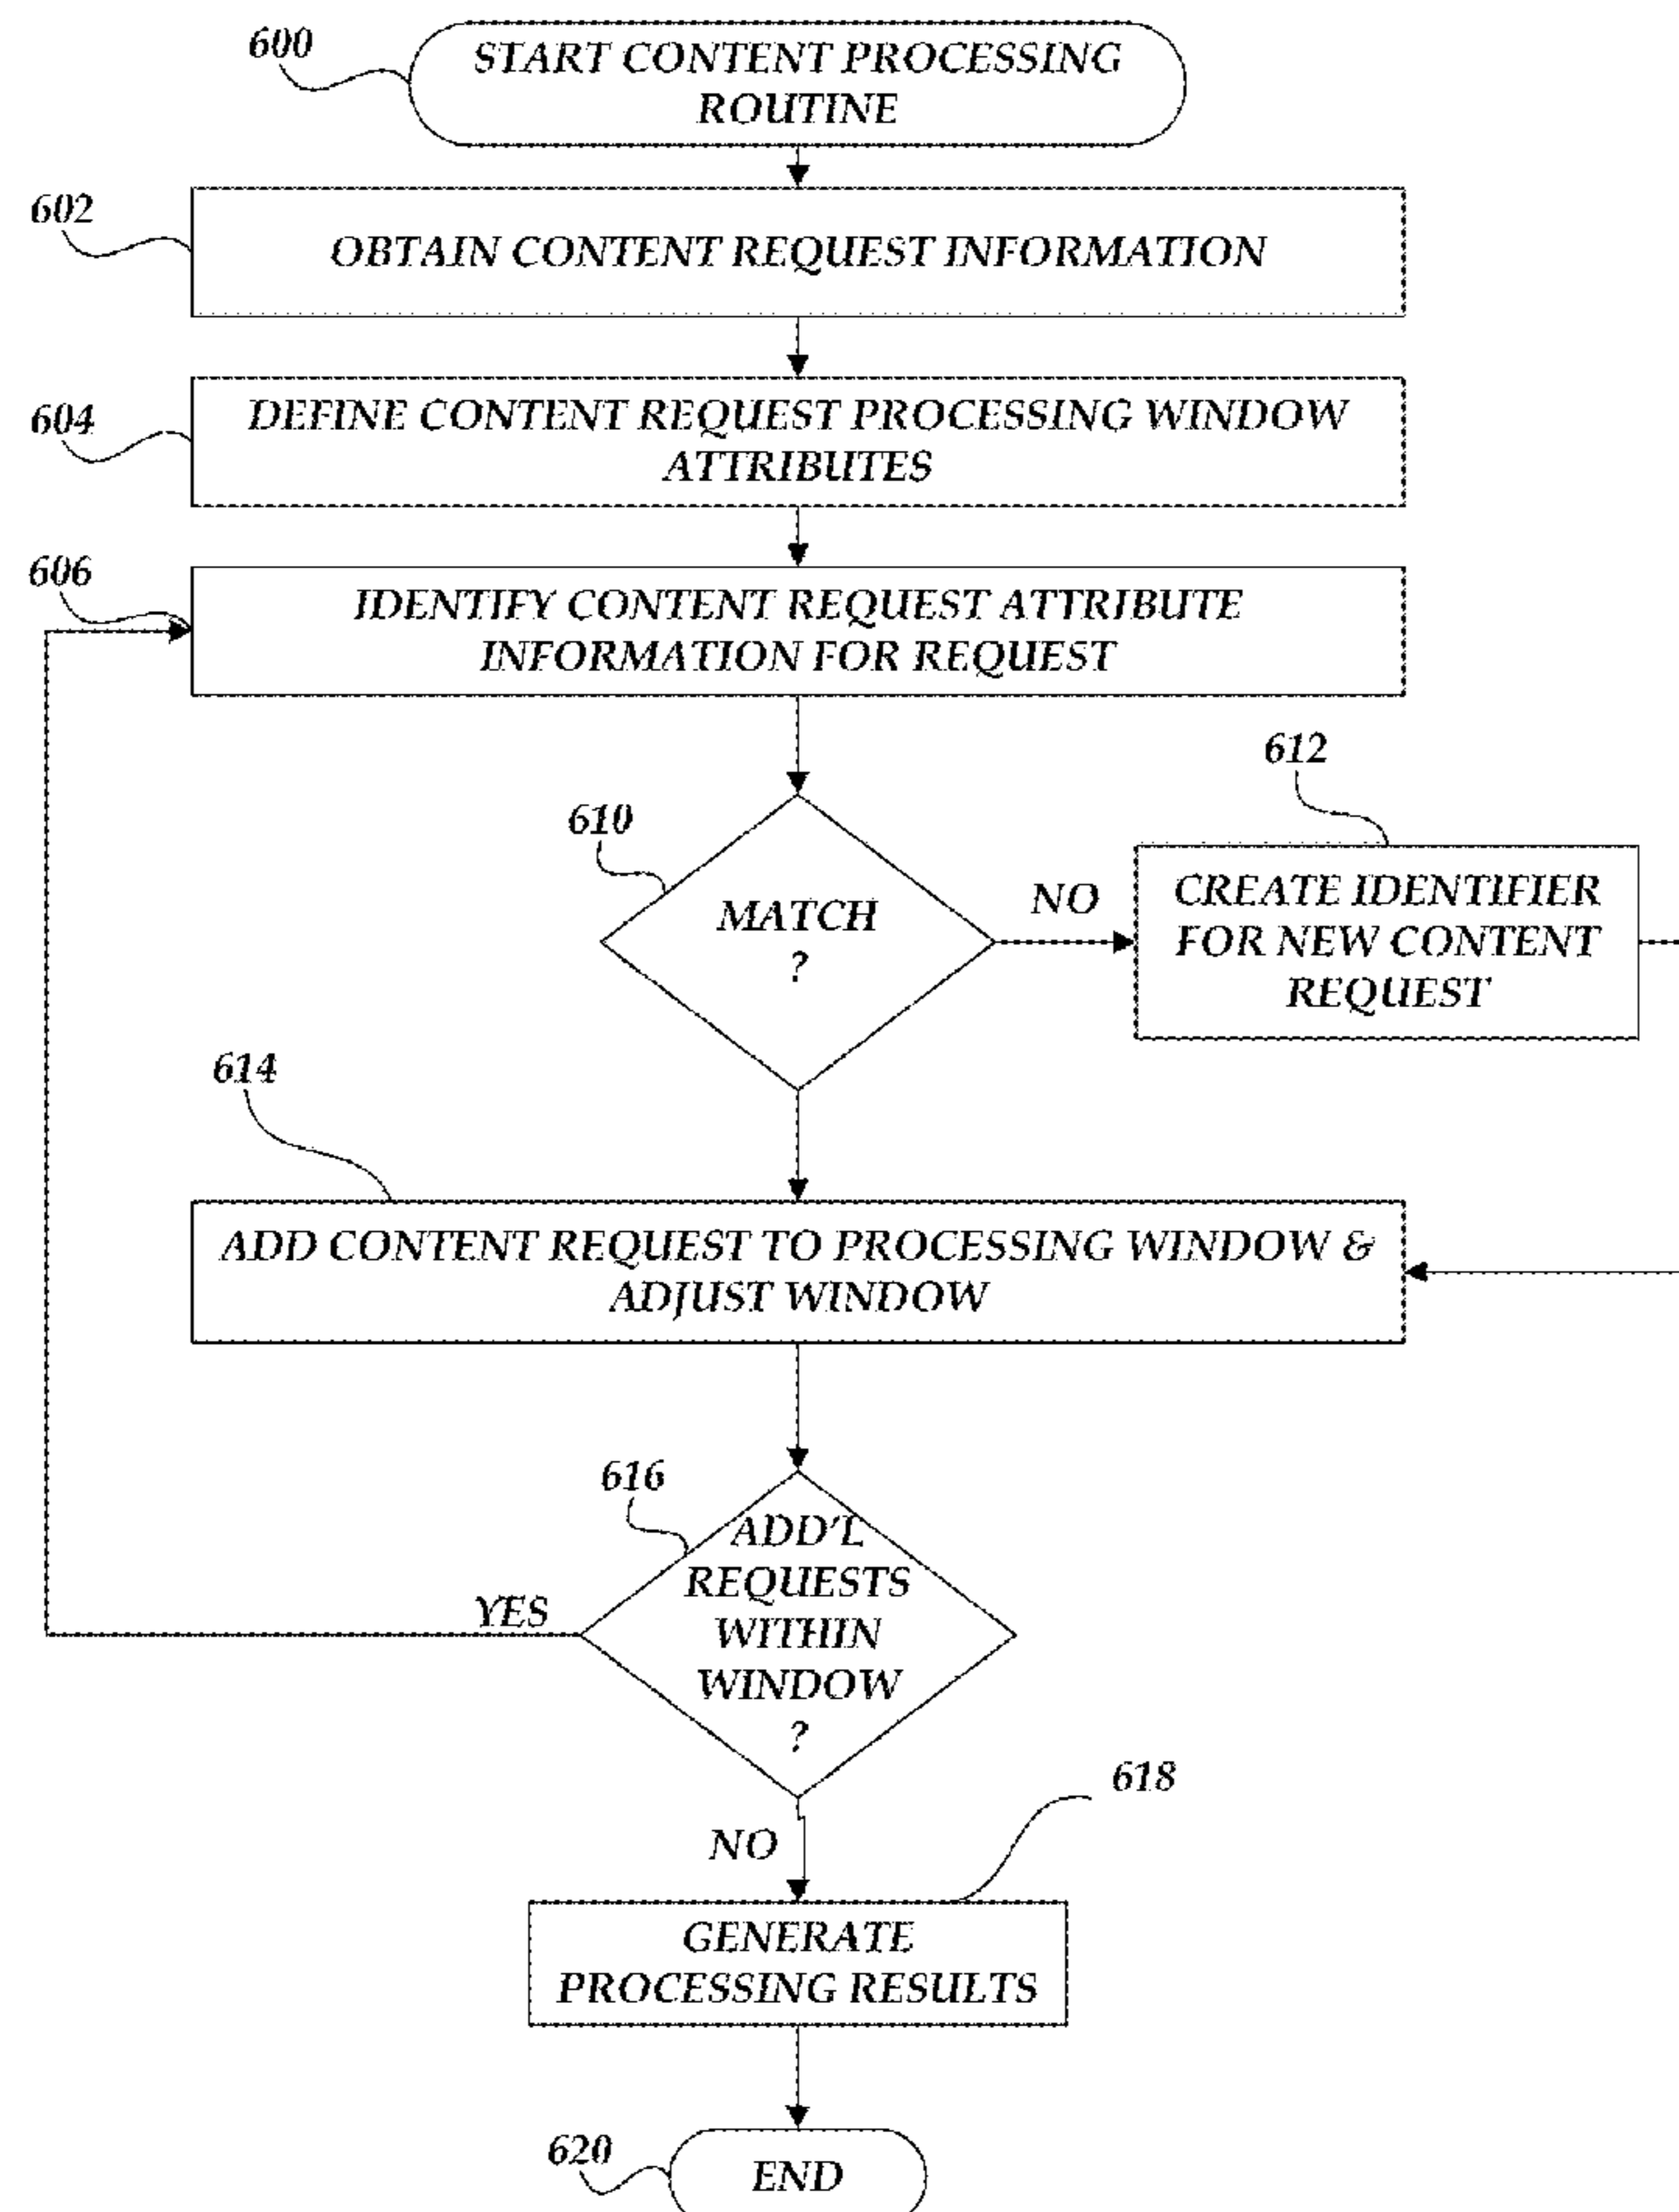 600
START CONTENT PROCESSING
ROUTINE
602
OBTAIN CONTENT REQUEST INFORMATION
604
DEFINE CONTENT REQUEST PROCESSING WINDOW
ATTRIBUTES
606
IDENTIFY CONTENT REQUEST ATTRIBUTE
INFORMATION FOR REQUEST
610
MATCH
?
NO
612
CREATE IDENTIFIER
FOR NEW CONTENT
REQUEST
614
ADD CONTENT REQUEST TO PROCESSING WINDOW &
ADJUST WINDOW
616
ADD'L
REQUESTS
WITHIN
WINDOW
?
YES
NO
618
GENERATE
PROCESSING RESULTS
620
END